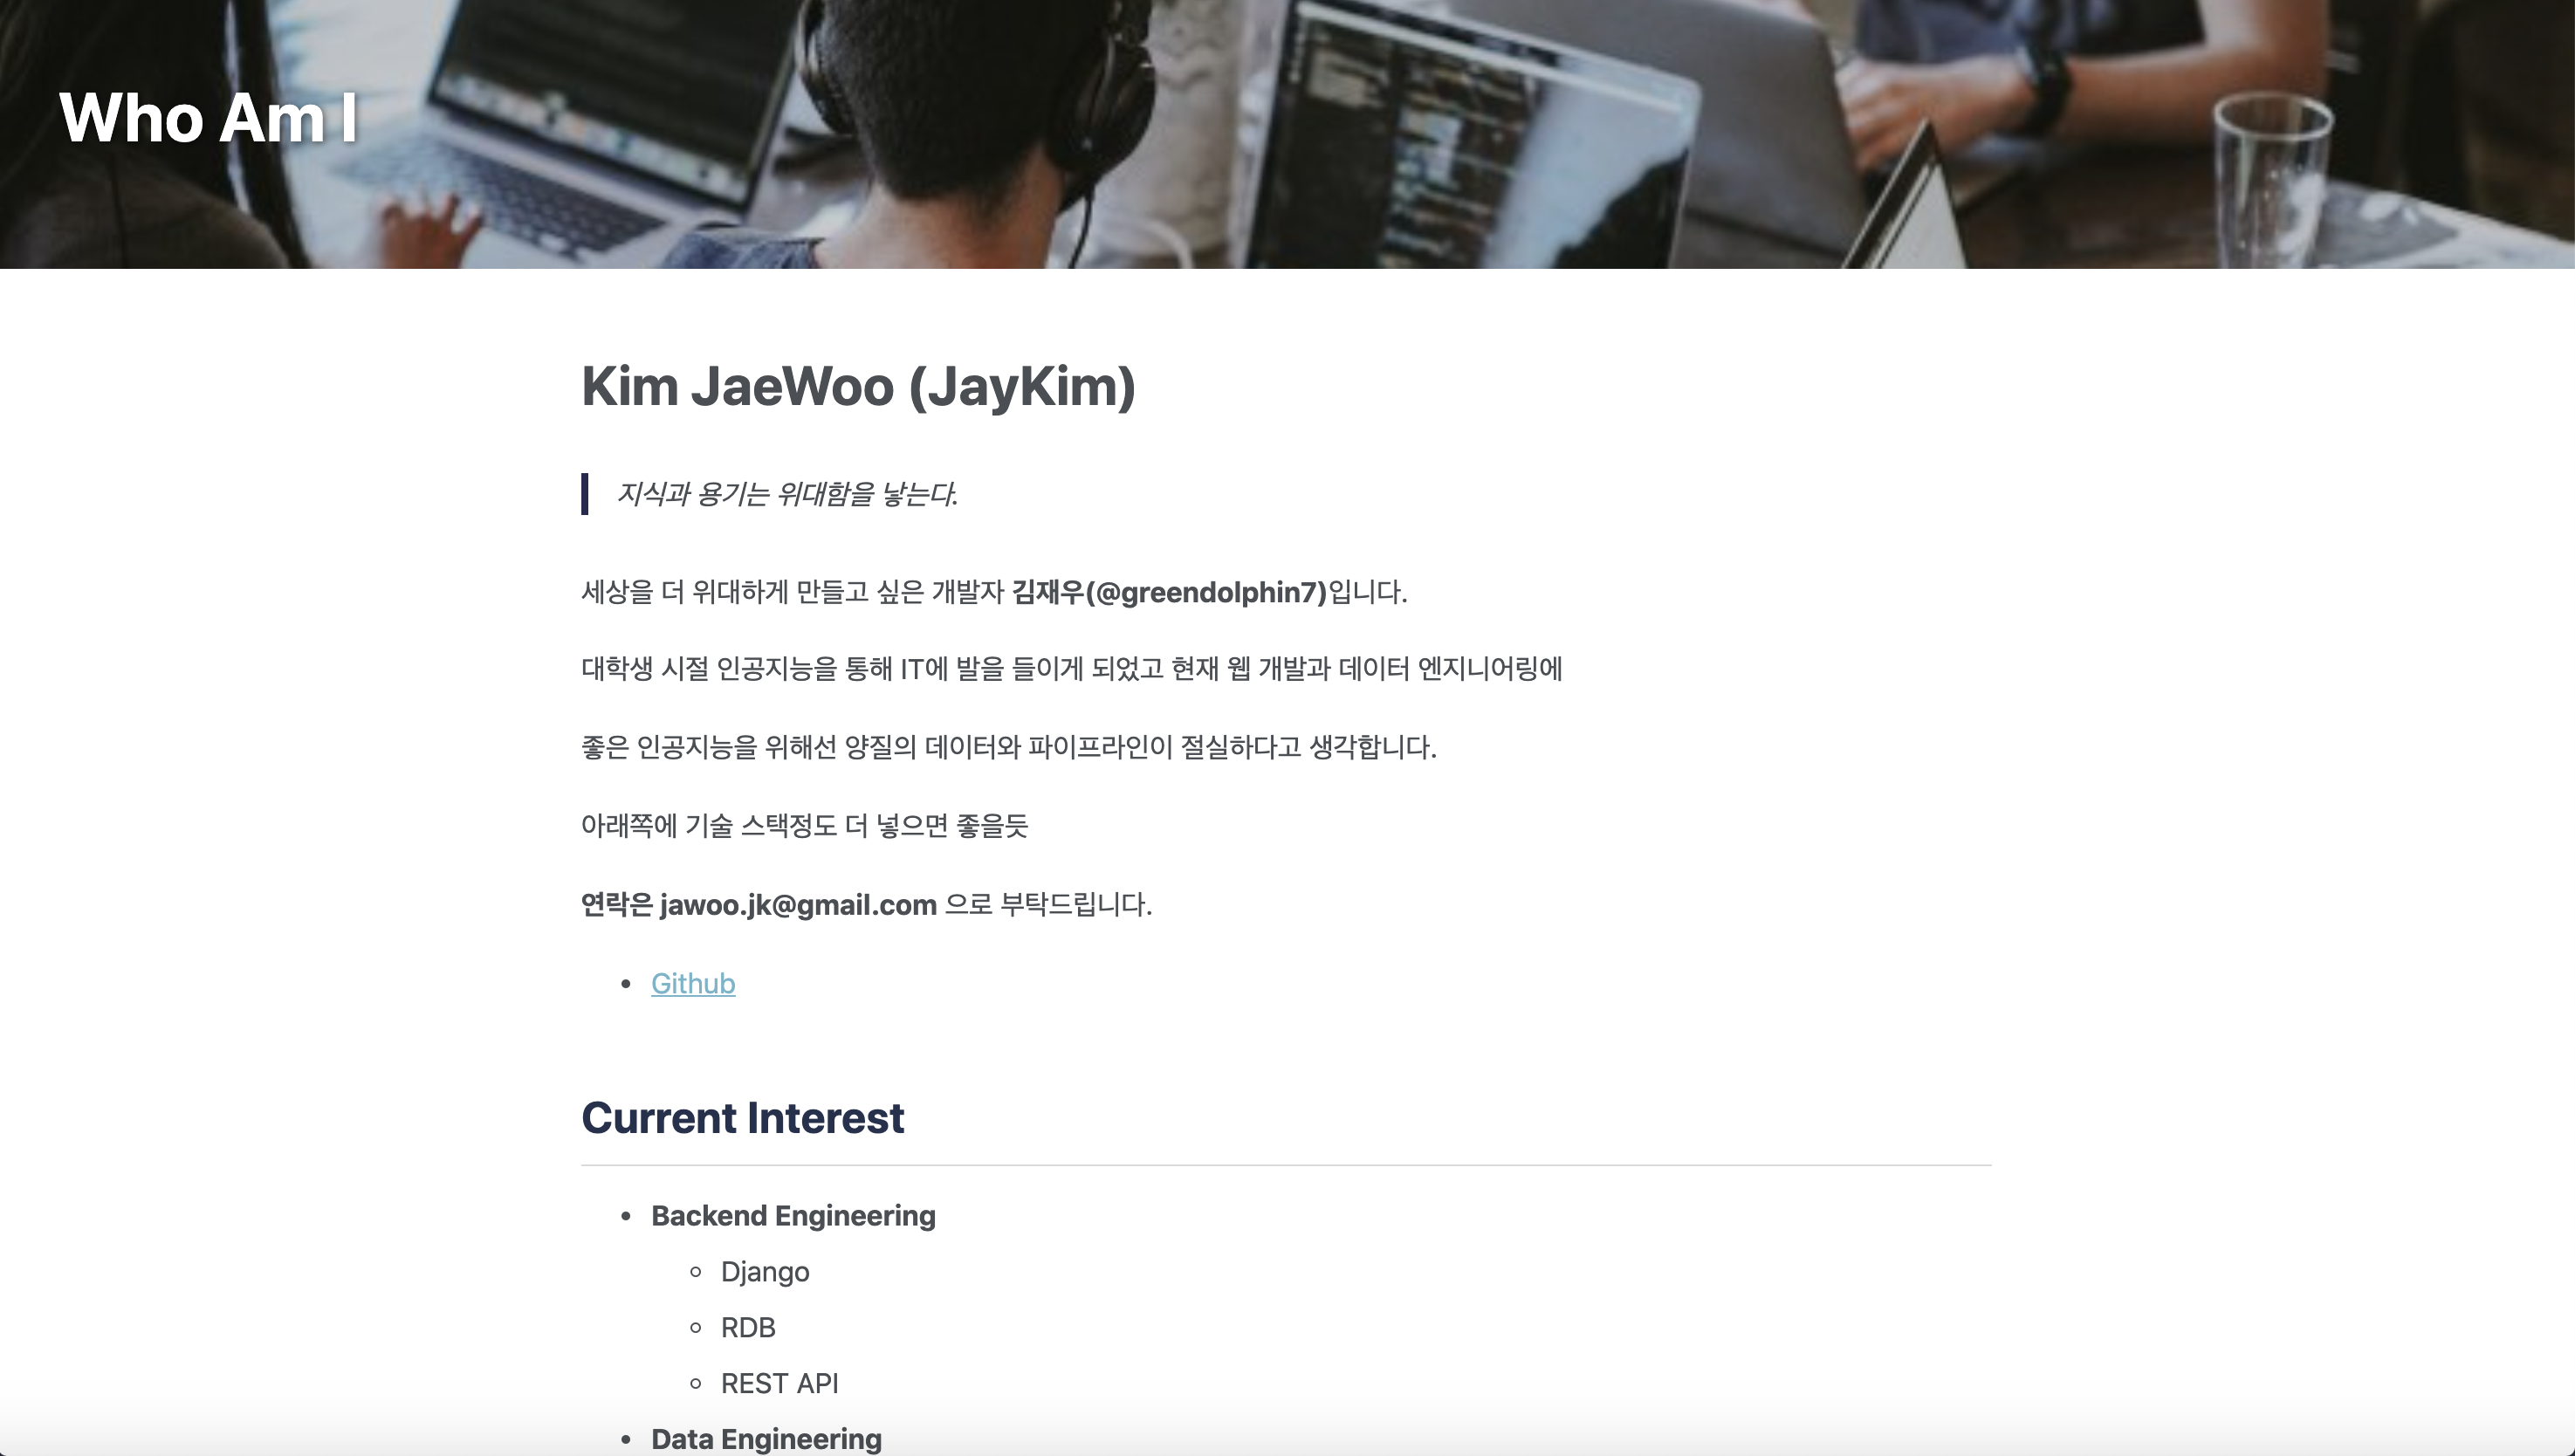 Who Am I
Kim JaeWoo (JayKim)
지식과 용기는 위대함을 낳는다.
세상을 더 위대하게 만들고 싶은 개발자 김재우(@greendolphin7)입니다.
대학생 시절 인공지능을 통해 IT에 발을 들이게 되었고 현재 웹 개발과 데이터 엔지니어링에
좋은 인공지능을 위해선 양질의 데이터와 파이프라인이 절실하다고 생각합니다.
아래쪽에 기술 스택정도 더 넣으면 좋을듯
연락은 jawoo.jk@gmail.com 으로 부탁드립니다.
Github
Current Interest
Backend Engineering
Django
RDB
REST API
Data Engineering